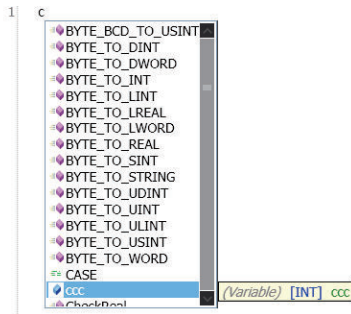 1 c
BYTE_BCD_TO_USINT
BYTE_TO_DINT
BYTE_TO_DWORD
BYTE_TO_INT
BYTE_TO_LINT
BYTE_TO_LREAL
BYTE_TO_LWORD
BYTE_TO_REAL
BYTE_TO_SINT
BYTE_TO_STRING
BYTE_TO_UDINT
BYTE_TO_UINT
BYTE_TO_ULINT
BYTE_TO_USINT
BYTE_TO_WORD
CASE
ccc (Variable) [INT] ccc
CheckReal